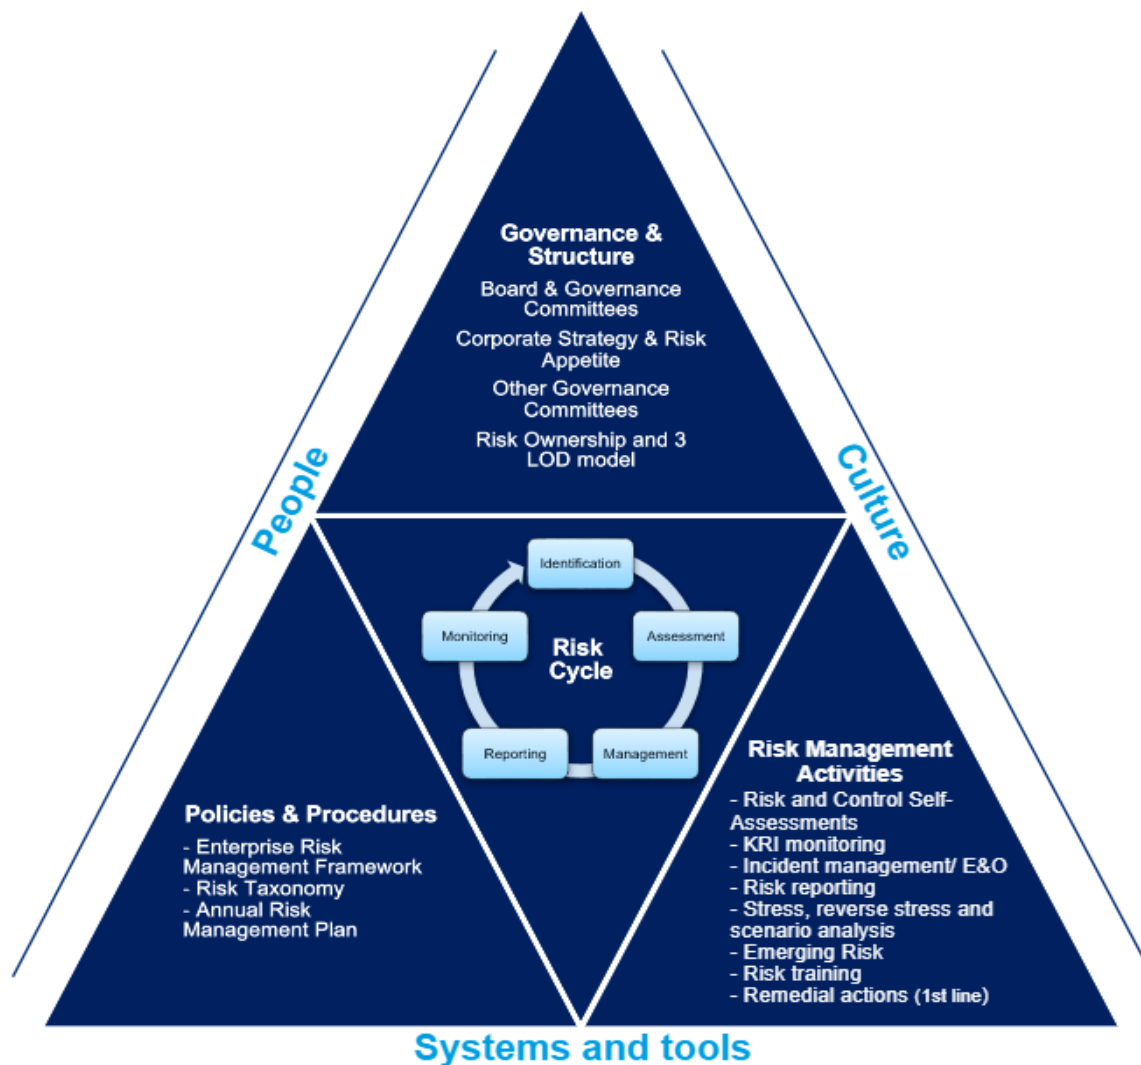 Governance &
Structure
Board & Governance
Committees
Corporate Strategy & Risk
Appetite
Other Governance
Committees
Risk Ownership and 3
LOD model
People
Culture
Identification
Assessment
Management
Reporting
Monitoring
Risk
Cycle
Policies & Procedures
- Enterprise Risk
Management Framework
- Risk Taxonomy
- Annual Risk
Management Plan
Risk Management
Activities
- Risk and Control Self-
Assessments
- KRI monitoring
- Incident management/ E&O
- Risk reporting
- Stress, reverse stress and
scenario analysis
- Emerging Risk
- Risk training
- Remedial actions (1st line)
Systems and tools